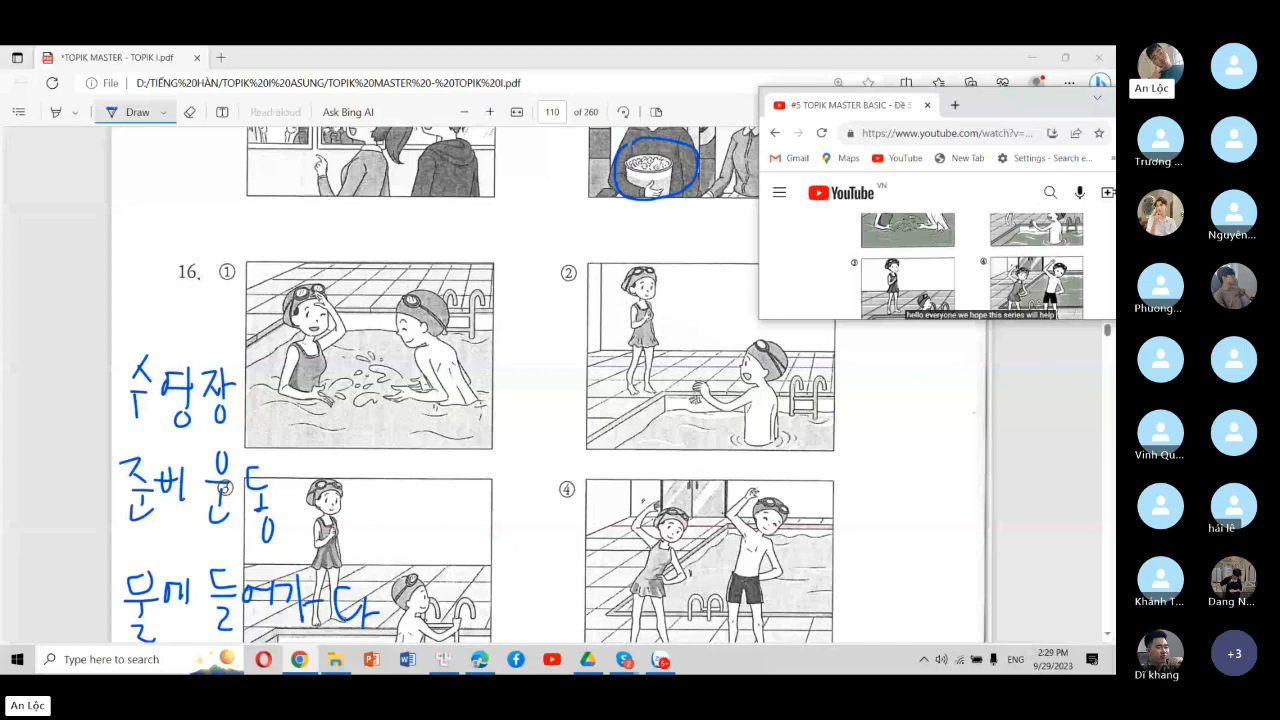 *TOPIK MASTER - TOPIK I.pdf
File D:/TIẾNG%20HÀN/TOPIK%20I%20ASUNG/TOPIK%20MASTER%20-%20TOPIK%20I.pdf
Draw Read aloud Ask Bing AI 110 of 260
#5 TOPIK MASTER BASIC - Đề
https://www.youtube.com/watch?v=...
Gmail Maps YouTube New Tab Settings - Search e...
YouTube VN
③ ④
hello everyone we hope this series will help
16. ① ②
수영장
준비 운동
③ ④
물에 들어가다
Type here to search
5+
ENG
2:29 PM
9/29/2023
An Lộc
Trương ...
Nguyên...
Phuong...
Vinh Qu...
hải lê
Khánh T...
Dang N...
Dĩ khang
+3
An Lộc